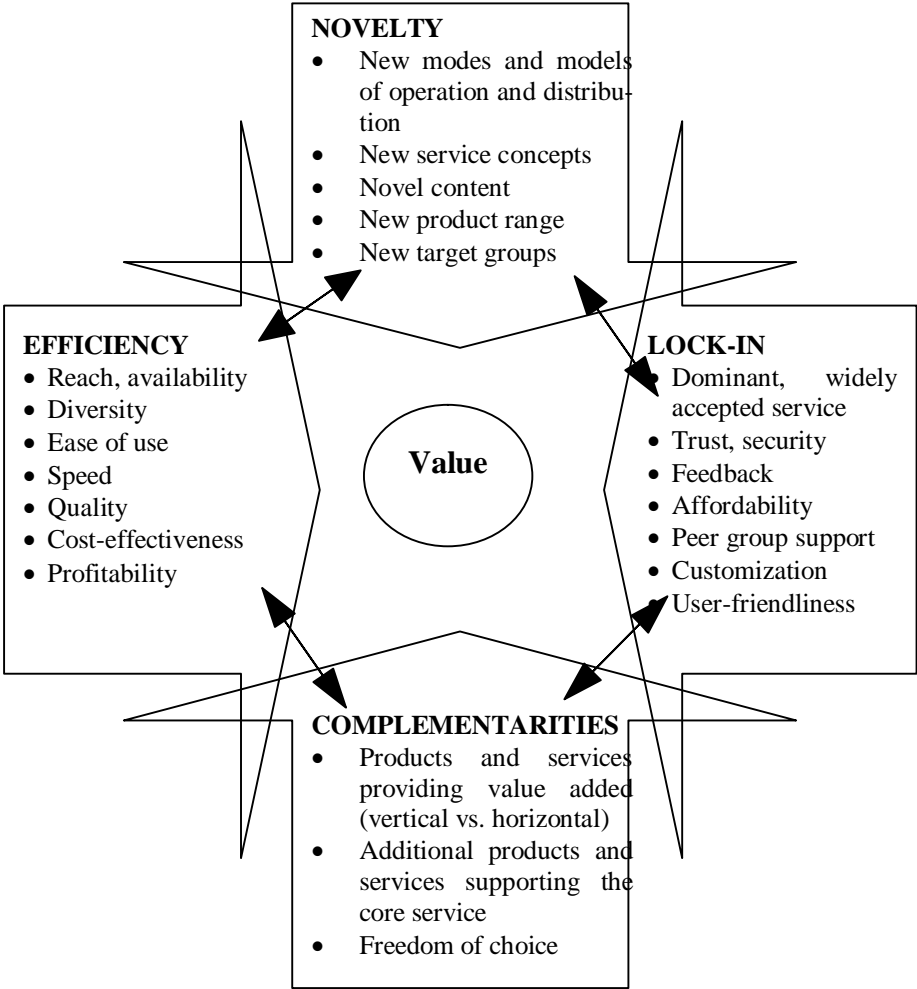 NOVELTY
• New modes and models
of operation and distribu-
tion
• New service concepts
• Novel content
• New product range
• New target groups
EFFICIENCY
• Reach, availability
• Diversity
• Ease of use
• Speed
• Quality
• Cost-effectiveness
• Profitability
Value
LOCK-IN
• Dominant, widely
accepted service
• Trust, security
• Feedback
• Affordability
• Peer group support
• Customization
• User-friendliness
COMPLEMENTARITIES
• Products and services
providing value added
(vertical vs. horizontal)
• Additional products and
services supporting the
core service
• Freedom of choice